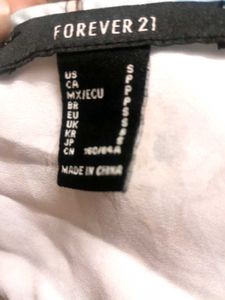 FOREVER 21
US S
CA P
MX/ECU P
BR P
EU S
UK S
KR
JP
CN 160/84A
MADE IN CHINA